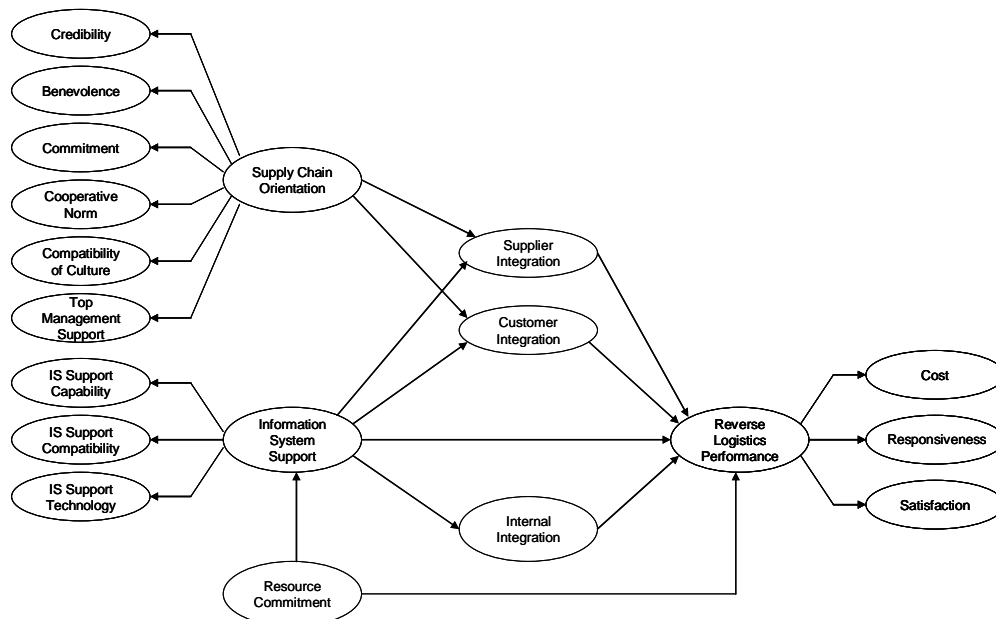 Credibility
Benevolence
Commitment
Cooperative
Norm
Compatibility
of Culture
Top
Management
Support
IS Support
Capability
IS Support
Compatibility
IS Support
Technology
Supply Chain
Orientation
Information
System
Support
Resource
Commitment
Supplier
Integration
Customer
Integration
Internal
Integration
Reverse
Logistics
Performance
Cost
Responsiveness
Satisfaction